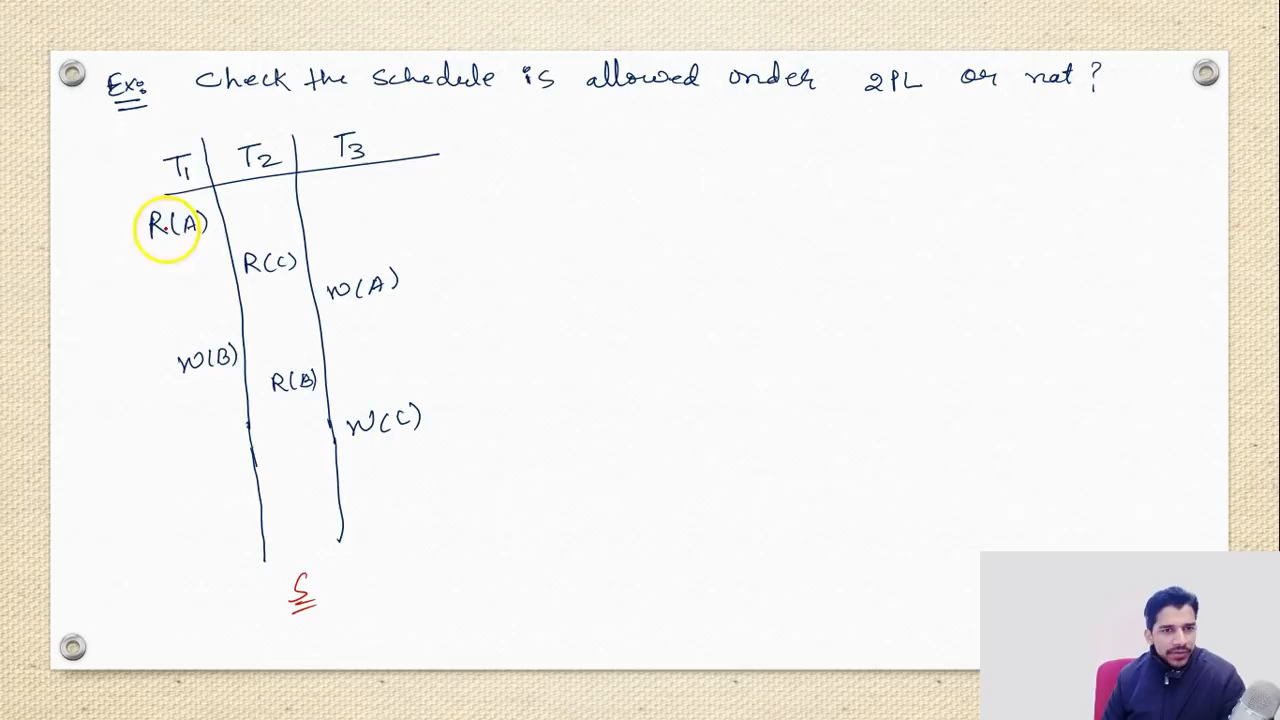 Ex: Check the schedule is allowed under 2PL or not?
T1 T2 T3
R(A)
R(C)
W(A)
W(B)
R(B)
W(C)
S